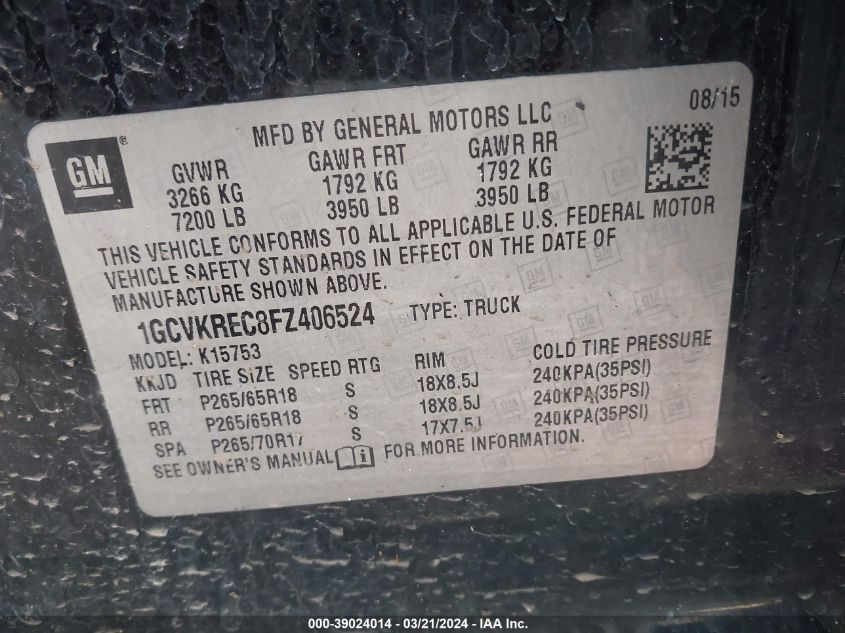 08/15
MFD BY GENERAL MOTORS LLC
GM®
GVWR GAWR FRT GAWR RR
3266 KG 1792 KG 1792 KG
7200 LB 3950 LB 3950 LB
THIS VEHICLE CONFORMS TO ALL APPLICABLE U.S. FEDERAL MOTOR
VEHICLE SAFETY STANDARDS IN EFFECT ON THE DATE OF
MANUFACTURE SHOWN ABOVE.
1GCVKREC8FZ406524 TYPE: TRUCK
MODEL: K15753
KKJD TIRE SIZE SPEED RTG RIM COLD TIRE PRESSURE
FRT P265/65R18 S 18X8.5J 240KPA(35PSI)
RR P265/65R18 S 18X8.5J 240KPA(35PSI)
SPA P265/70R17 S 17X7.5J 240KPA(35PSI)
SEE OWNER'S MANUAL i FOR MORE INFORMATION.
000-39024014 - 03/21/2024 - IAA Inc.